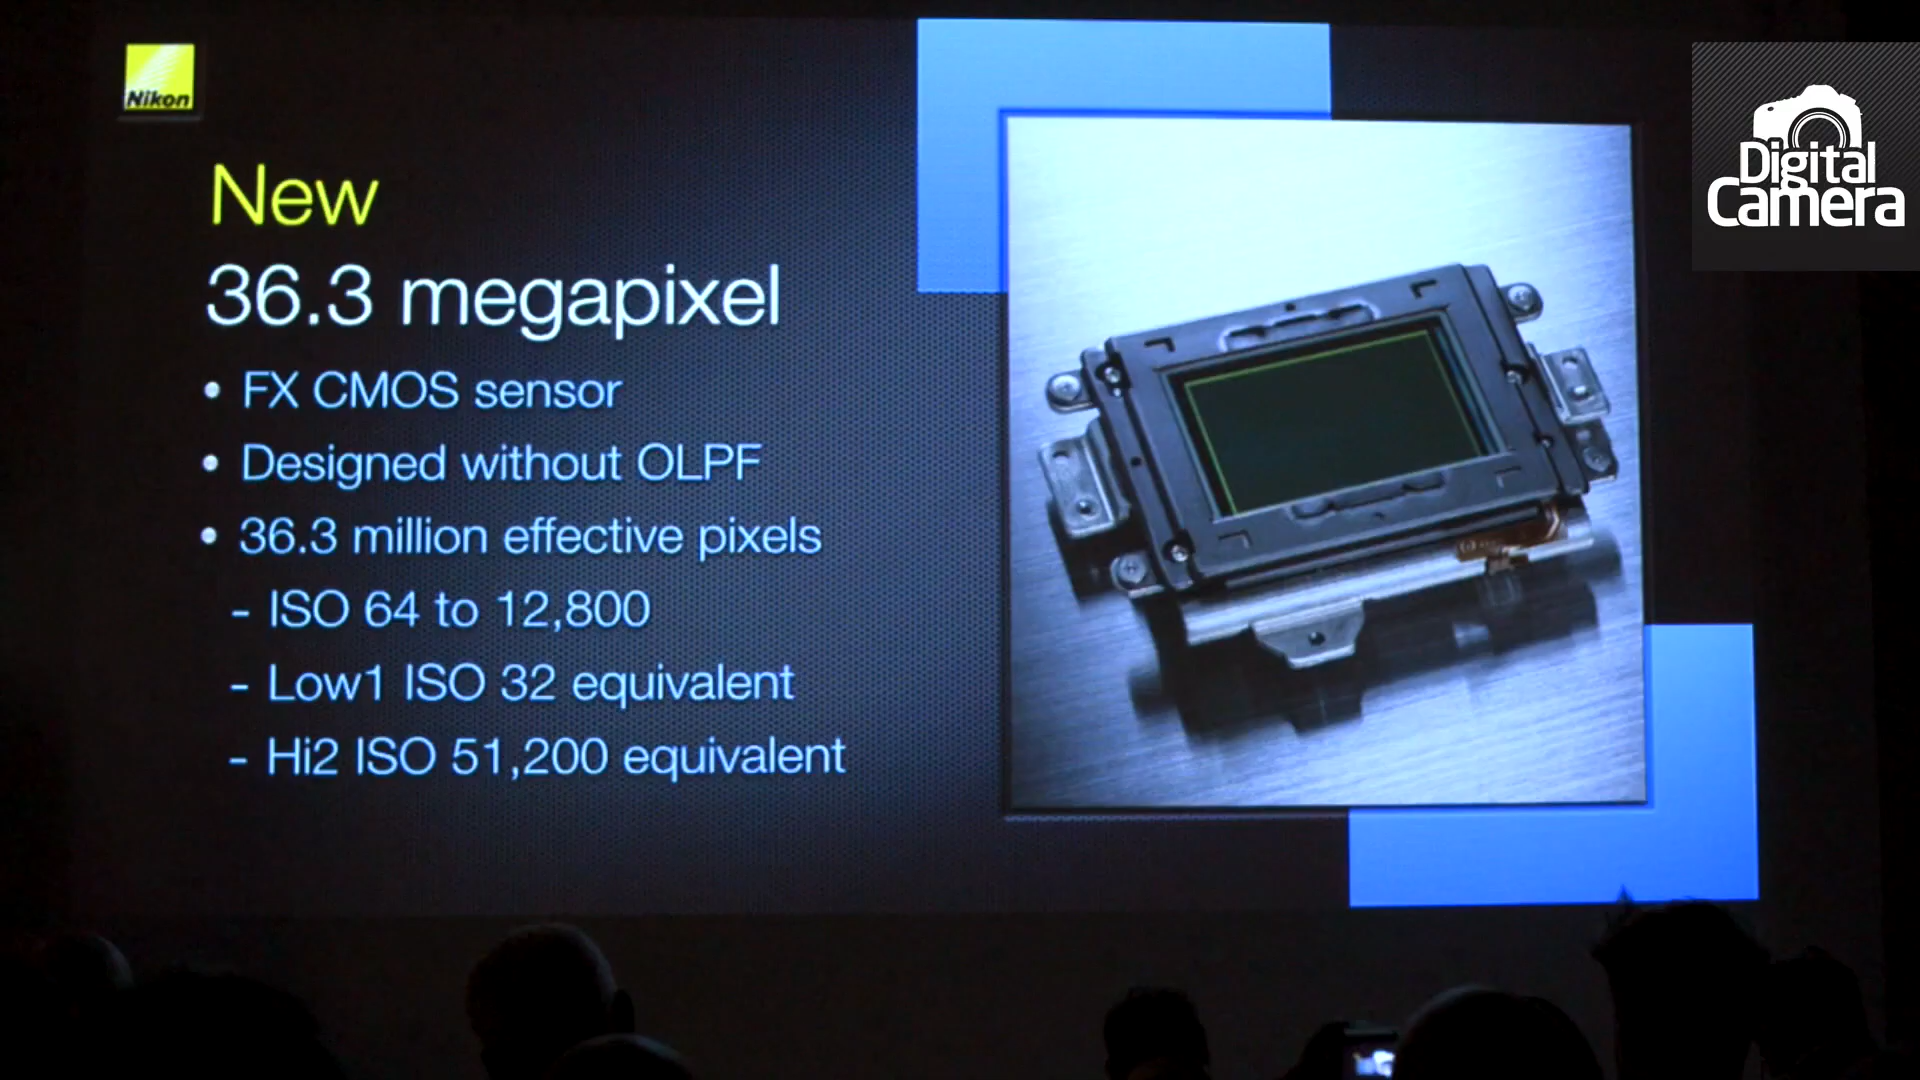 Nikon
New
36.3 megapixel
• FX CMOS sensor
• Designed without OLPF
• 36.3 million effective pixels
- ISO 64 to 12,800
- Low1 ISO 32 equivalent
- Hi2 ISO 51,200 equivalent
Digital
Camera